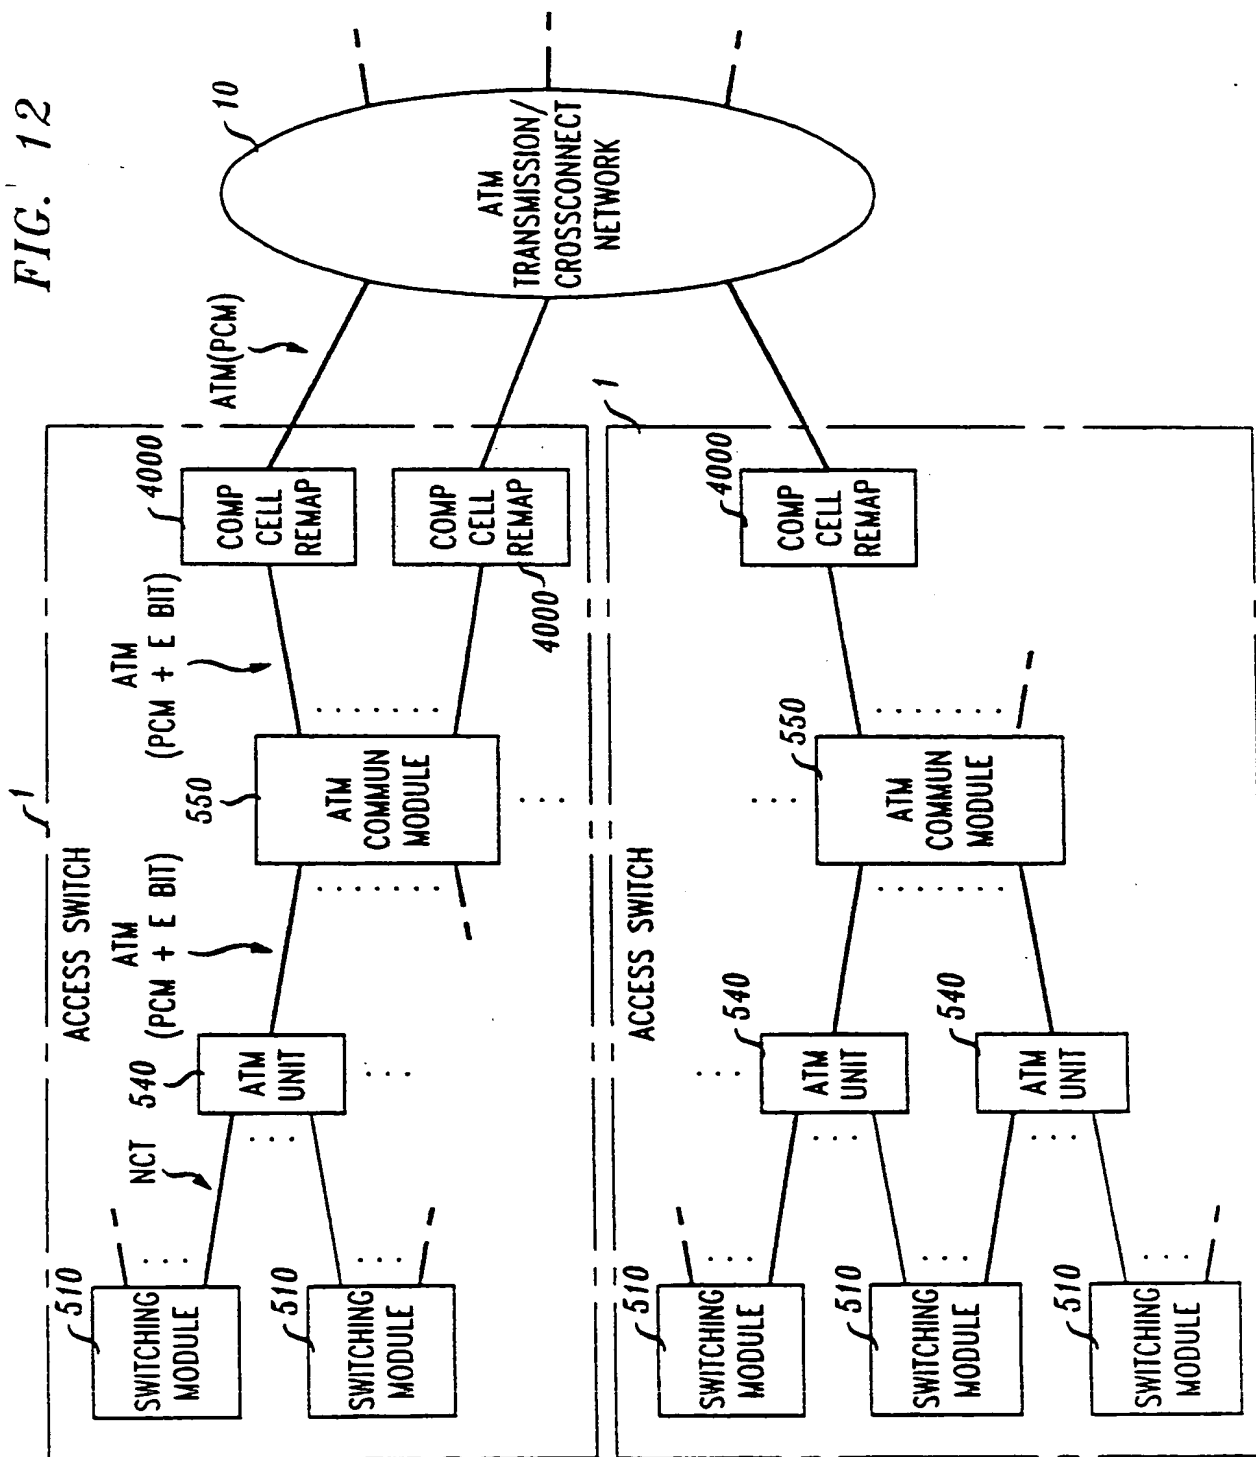 FIG. 12
1
ACCESS SWITCH
510
SWITCHING
MODULE
510
SWITCHING
MODULE
NCT
540
ATM
UNIT
ATM
(PCM + E BIT)
550
ATM
COMMUN
MODULE
ATM
(PCM + E BIT)
4000
COMP
CELL
REMAP
COMP
CELL
REMAP
4000
ATM(PCM)
10
ATM
TRANSMISSION/
CROSSCONNECT
NETWORK
1
ACCESS SWITCH
510
SWITCHING
MODULE
510
SWITCHING
MODULE
510
SWITCHING
MODULE
540
ATM
UNIT
540
ATM
UNIT
550
ATM
COMMUN
MODULE
4000
COMP
CELL
REMAP